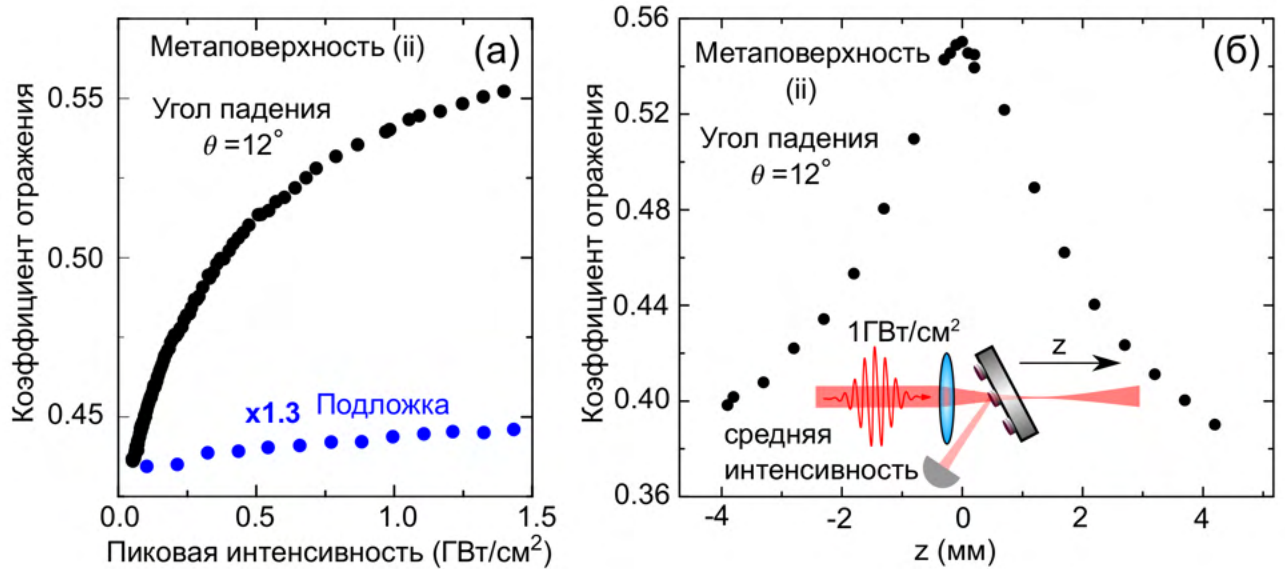 Метаповерхность (ii)
(а)
Угол падения
θ =12°
x1.3 Подложка
Коэффициент отражения
0.55
0.50
0.45
0.0
0.5
1.0
1.5
Пиковая интенсивность (ГВт/см²)
(б)
Метаповерхность
(ii)
Угол падения
θ =12°
1ГВт/см²
z
средняя
интенсивность
Коэффициент отражения
0.56
0.52
0.48
0.44
0.40
0.36
-4
-2
0
2
4
z (мм)